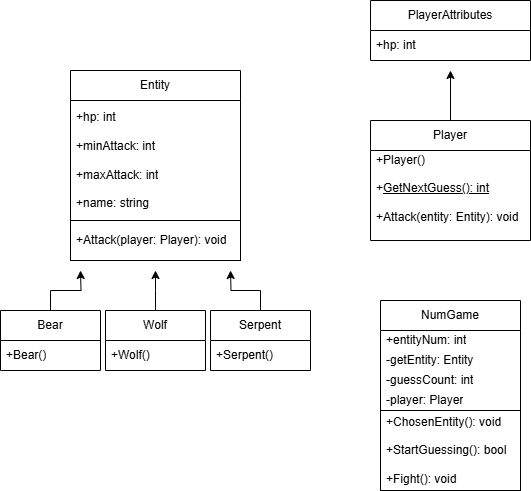 PlayerAttributes
+hp: int
Entity
+hp: int
+minAttack: int
+maxAttack: int
+name: string
+Attack(player: Player): void
Player
+Player()
+GetNextGuess(): int
+Attack(entity: Entity): void
Bear
+Bear()
Wolf
+Wolf()
Serpent
+Serpent()
NumGame
+entityNum: int
-getEntity: Entity
-guessCount: int
-player: Player
+ChosenEntity(): void
+StartGuessing(): bool
+Fight(): void